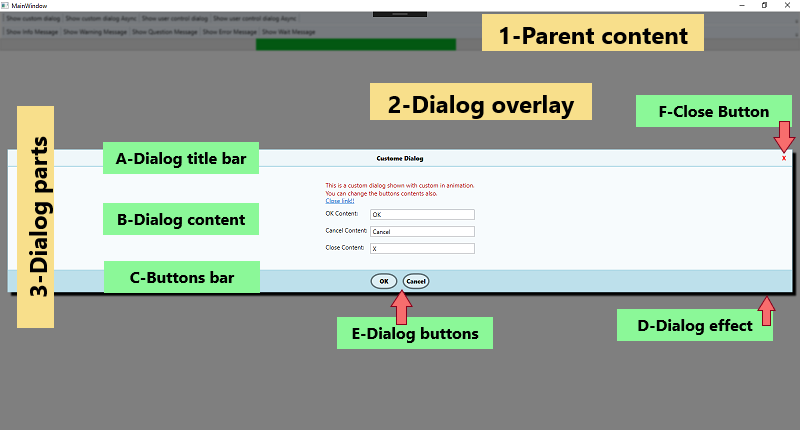 MainWindow
Show custom dialog Show custom dialog Async Show user control dialog Show user control dialog Async
Show Info Message Show Warning Message Show Question Message Show Error Message Show Wait Message
1-Parent content
2-Dialog overlay
F-Close Button
3-Dialog parts
A-Dialog title bar
Custome Dialog
X
This is a custom dialog shown with custom in animation.
You can change the buttons contents also.
Close link!!
B-Dialog content
OK Content: OK
Cancel Content: Cancel
Close Content: X
C-Buttons bar
OK Cancel
E-Dialog buttons
D-Dialog effect